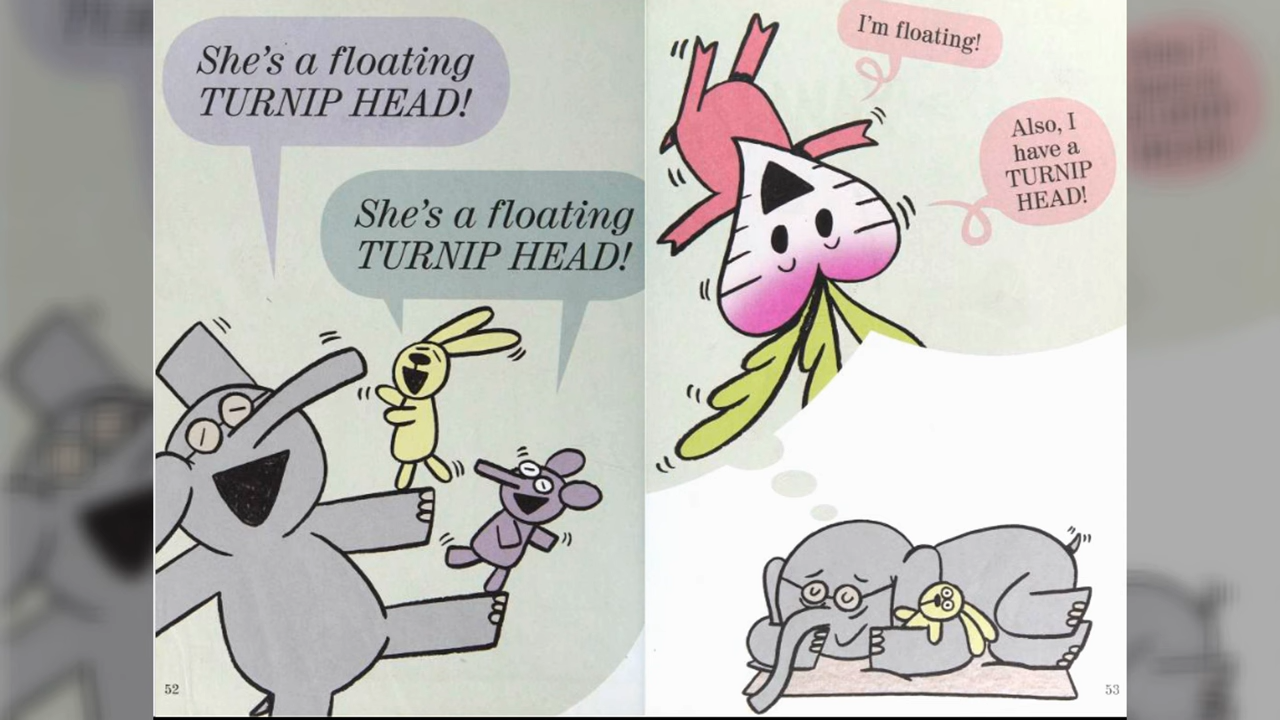 She's a floating
TURNIP HEAD!
She's a floating
TURNIP HEAD!
I'm floating!
Also, I
have a
TURNIP
HEAD!
52
53